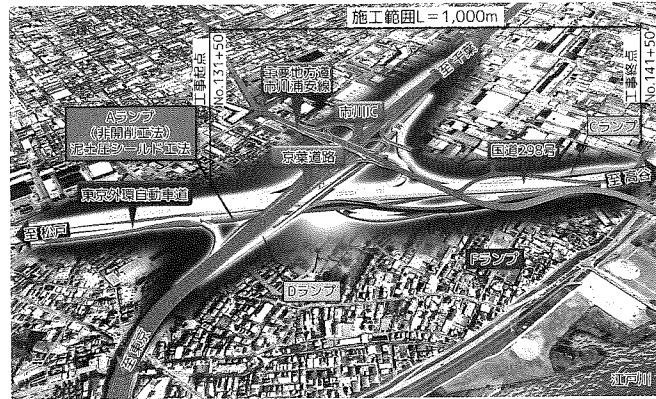 施工範囲L=1,000m
工事起点
No.131+50
主要地方道
市川浦安線
至千葉
市川IC
工事終点
No.141+50
Aランプ
(非開削工法)
泥土圧シールド工法
Cランプ
京葉道路
国道298号
東京外環自動車道
至高谷
至松戸
Fランプ
Dランプ
至東京
江戸川